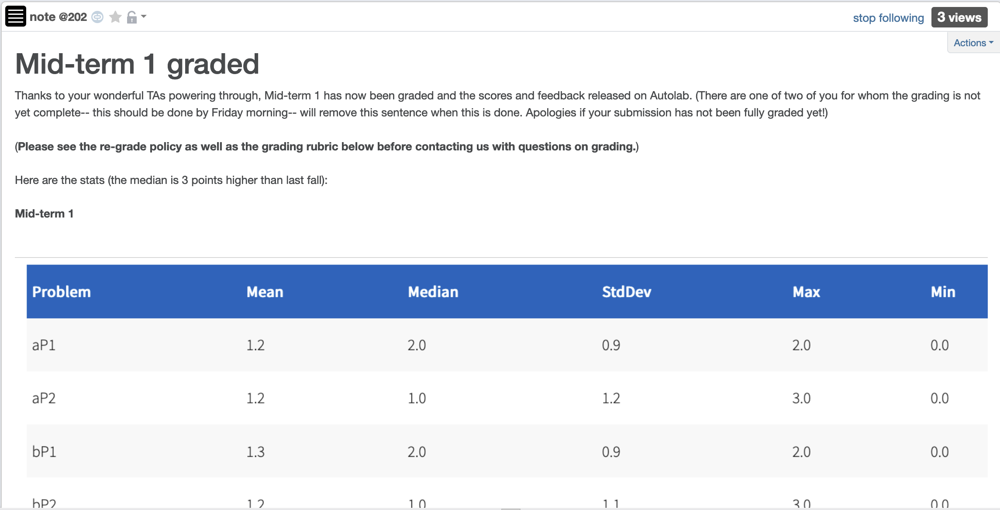 note @202
stop following 3 views
Actions
Mid-term 1 graded
Thanks to your wonderful TAs powering through, Mid-term 1 has now been graded and the scores and feedback released on Autolab. (There are one of two of you for whom the grading is not
yet complete-- this should be done by Friday morning-- will remove this sentence when this is done. Apologies if your submission has not been fully graded yet!)
(Please see the re-grade policy as well as the grading rubric below before contacting us with questions on grading.)
Here are the stats (the median is 3 points higher than last fall):
Mid-term 1
Problem Mean Median StdDev Max Min
aP1 1.2 2.0 0.9 2.0 0.0
aP2 1.2 1.0 1.2 3.0 0.0
bP1 1.3 2.0 0.9 2.0 0.0
bP2 1.2 1.0 1.1 3.0 0.0